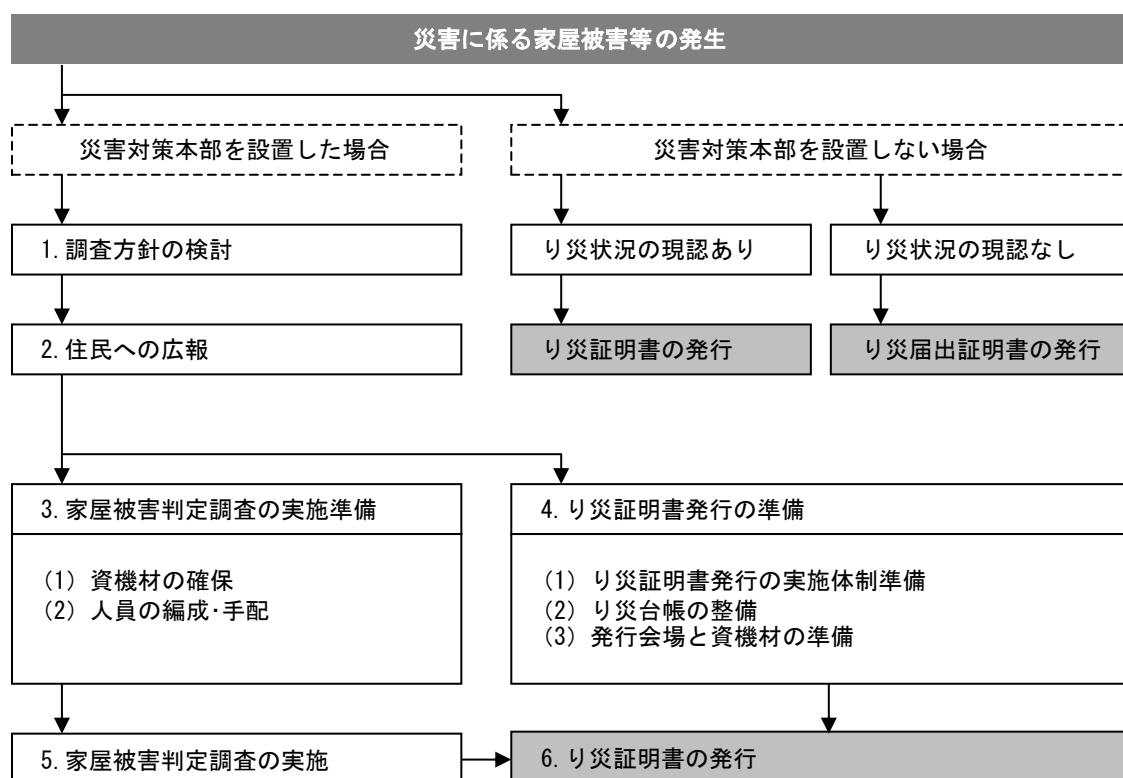 災害に係る家屋被害等の発生
災害対策本部を設置した場合
災害対策本部を設置しない場合
1.調査方針の検討
り災状況の現認あり
り災状況の現認なし
2.住民への広報
り災証明書の発行
り災届出証明書の発行
3.家屋被害判定調査の実施準備
(1) 資機材の確保
(2) 人員の編成・手配
4.り災証明書発行の準備
(1) り災証明書発行の実施体制準備
(2) り災台帳の整備
(3) 発行会場と資機材の準備
5.家屋被害判定調査の実施
6.り災証明書の発行